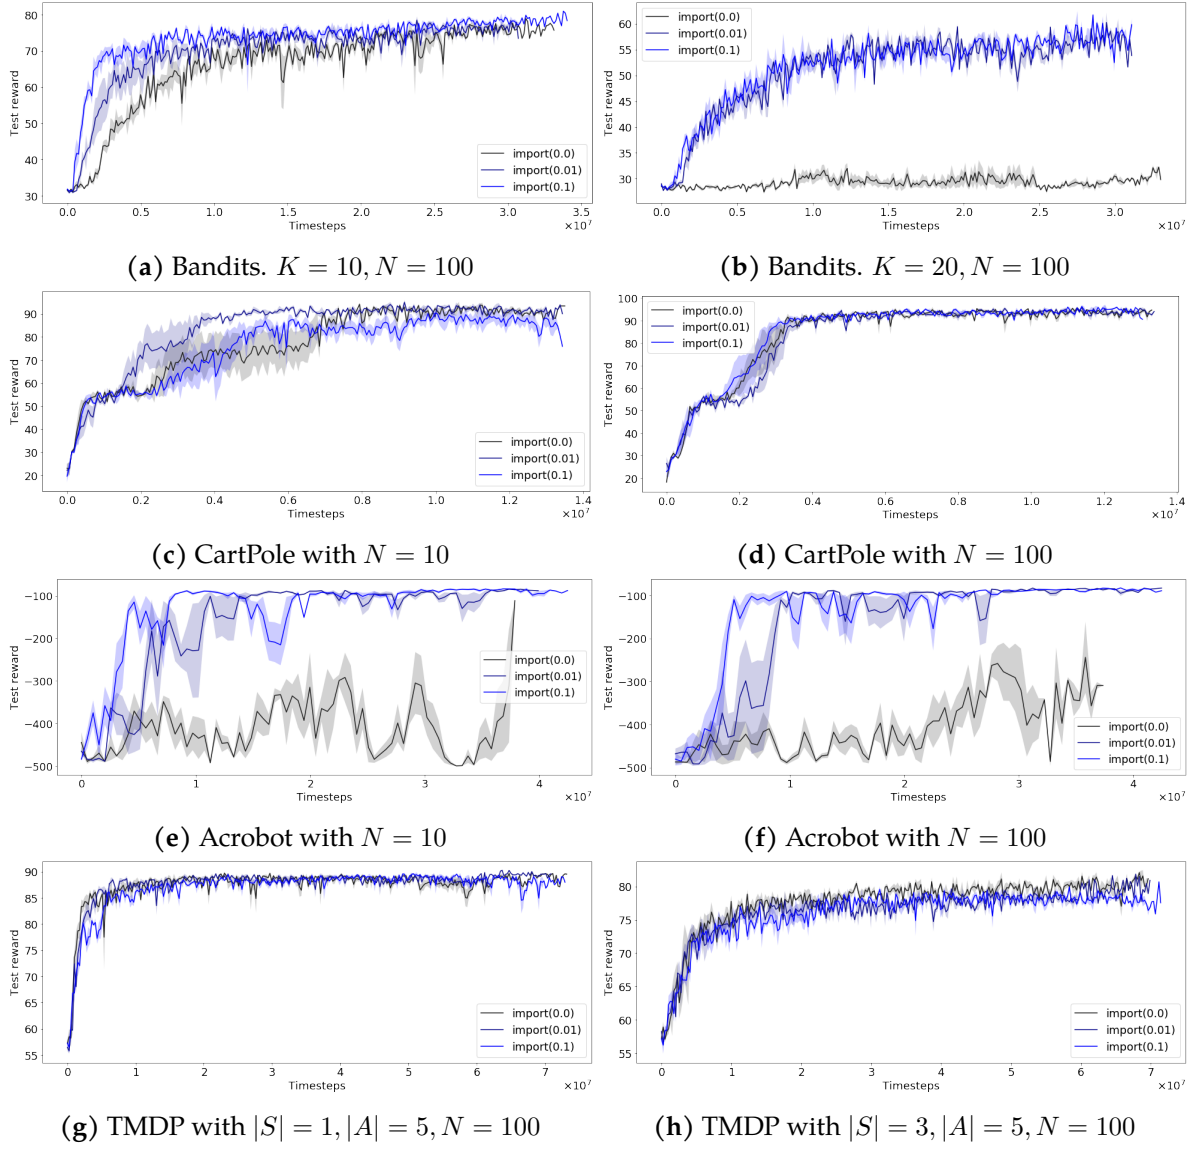 80
70
60
50
40
30
Test reward
import(0.0)
import(0.01)
import(0.1)
0.0 0.5 1.0 1.5 2.0 2.5 3.0 3.5
Timesteps
×10⁷
(a) Bandits. K = 10, N = 100
60
55
50
45
40
35
30
Test reward
import(0.0)
import(0.01)
import(0.1)
0.0 0.5 1.0 1.5 2.0 2.5 3.0
Timesteps
×10⁷
(b) Bandits. K = 20, N = 100
90
80
70
60
50
40
30
20
Test reward
import(0.0)
import(0.01)
import(0.1)
0.0 0.2 0.4 0.6 0.8 1.0 1.2 1.4
Timesteps
×10⁷
(c) CartPole with N = 10
100
90
80
70
60
50
40
30
20
Test reward
import(0.0)
import(0.01)
import(0.1)
0.0 0.2 0.4 0.6 0.8 1.0 1.2 1.4
Timesteps
×10⁷
(d) CartPole with N = 100
−100
−200
−300
−400
−500
Test reward
import(0.0)
import(0.01)
import(0.1)
0 1 2 3 4
Timesteps
×10⁷
(e) Acrobot with N = 10
−100
−200
−300
−400
−500
Test reward
import(0.0)
import(0.01)
import(0.1)
0 1 2 3 4
Timesteps
×10⁷
(f) Acrobot with N = 100
90
85
80
75
70
65
60
55
Test reward
import(0.0)
import(0.01)
import(0.1)
0 1 2 3 4 5 6 7
Timesteps
×10⁷
(g) TMDP with |S| = 1, |A| = 5, N = 100
80
75
70
65
60
55
Test reward
import(0.0)
import(0.01)
import(0.1)
0 1 2 3 4 5 6 7
Timesteps
×10⁷
(h) TMDP with |S| = 3, |A| = 5, N = 100